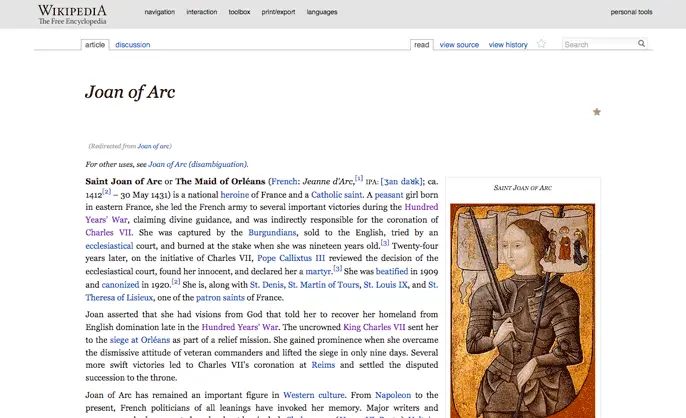 WIKIPEDIA
The Free Encyclopedia
navigation interaction toolbox print/export languages personal tools
article discussion read view source view history Search
Joan of Arc
(Redirected from Joan of arc)
For other uses, see Joan of Arc (disambiguation).
Saint Joan of Arc or The Maid of Orléans (French: Jeanne d'Arc,[1] IPA: [ʒan daʁk]; ca.
1412[2] – 30 May 1431) is a national heroine of France and a Catholic saint. A peasant girl born
in eastern France, she led the French army to several important victories during the Hundred
Years' War, claiming divine guidance, and was indirectly responsible for the coronation of
Charles VII. She was captured by the Burgundians, sold to the English, tried by an
ecclesiastical court, and burned at the stake when she was nineteen years old.[3] Twenty-four
years later, on the initiative of Charles VII, Pope Callixtus III reviewed the decision of the
ecclesiastical court, found her innocent, and declared her a martyr.[3] She was beatified in 1909
and canonized in 1920.[2] She is, along with St. Denis, St. Martin of Tours, St. Louis IX, and St.
Theresa of Lisieux, one of the patron saints of France.
Joan asserted that she had visions from God that told her to recover her homeland from
English domination late in the Hundred Years' War. The uncrowned King Charles VII sent her
to the siege at Orléans as part of a relief mission. She gained prominence when she overcame
the dismissive attitude of veteran commanders and lifted the siege in only nine days. Several
more swift victories led to Charles VII's coronation at Reims and settled the disputed
succession to the throne.
Joan of Arc has remained an important figure in Western culture. From Napoleon to the
present, French politicians of all leanings have invoked her memory. Major writers and
SAINT JOAN OF ARC